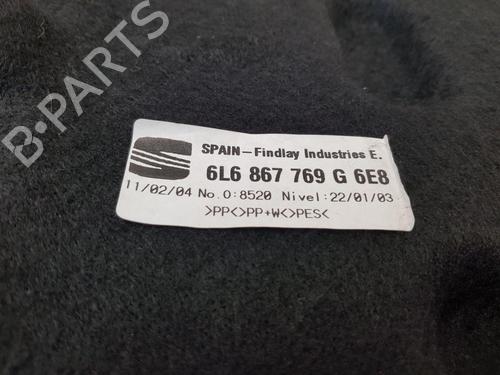 B-PARTS
SPAIN-Findlay Industries E.
6L6 867 769 G 6E8
11/02/04 No.O:8520 Nivel:22/01/03
>PP<>PP+W<>PES<